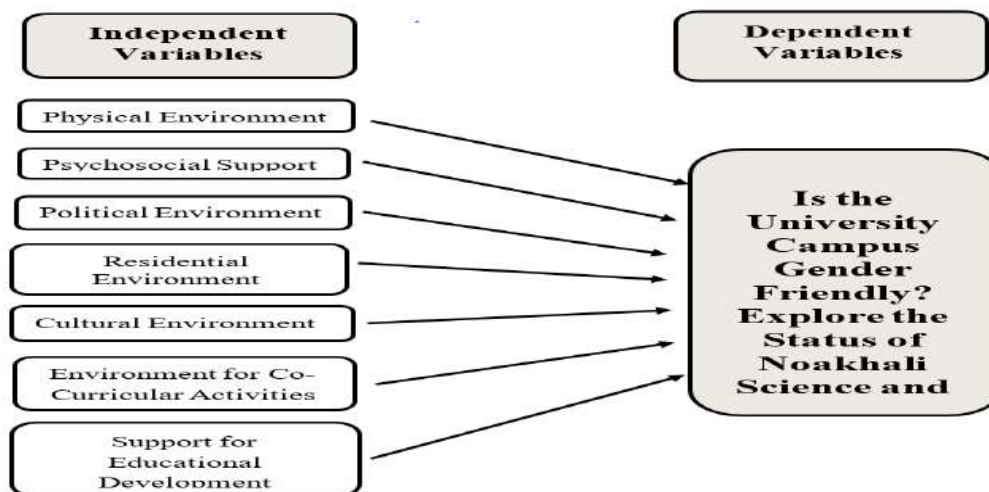 Independent
Variables
Dependent
Variables
Physical Environment
Psychosocial Support
Political Environment
Residential
Environment
Cultural Environment
Environment for Co-
Curricular Activities
Support for
Educational
Development
Is the
University
Campus
Gender
Friendly?
Explore the
Status of
Noakhali
Science and